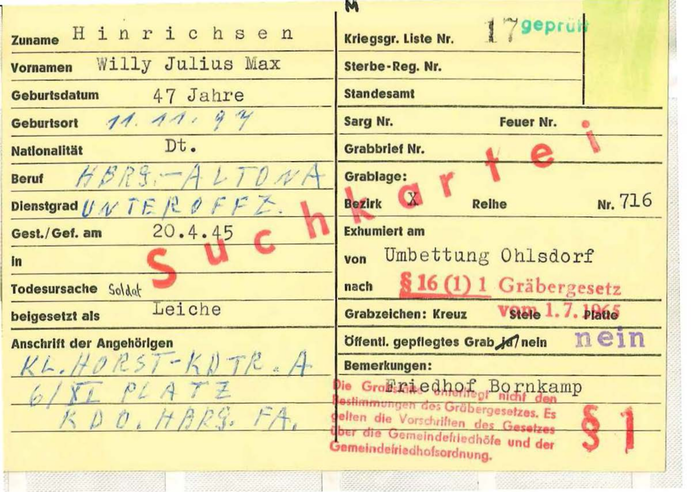 M
Zuname Hinrichsen
Vornamen Willy Julius Max
Geburtsdatum 47 Jahre
Geburtsort 11.11.97
Nationalität Dt.
Beruf HBRG.-ALTONA
Dienstgrad UNTEROFFZ.
Gest./Gef. am 20.4.45
in
Todesursache Soldat
beigesetzt als Leiche
Anschrift der Angehörigen
KL. HORST-KDTR. A
6/XI PLATZ
KDO. HARG. FA.
Suchkartei
Kriegsgr. Liste Nr. 17 geprüft
Sterbe-Reg. Nr.
Standesamt
Sarg Nr. Feuer Nr.
Grabbrief Nr.
Grablage:
Bezirk X Reihe Nr. 716
Exhumiert am
von Umbettung Ohlsdorf
nach § 16 (1) 1 Gräbergesetz
vom 1.7.1965
Grabzeichen: Kreuz Stele Platte
Öffentl. gepflegtes Grab ja/nein nein
Bemerkungen:
Friedhof Bornkamp
Die Grabstätte unterliegt nicht den
Bestimmungen des Gräbergesetzes. Es
gelten die Vorschriften des Gesetzes
über die Gemeindefriedhöfe und der
Gemeindefriedhofsordnung.
§ 1